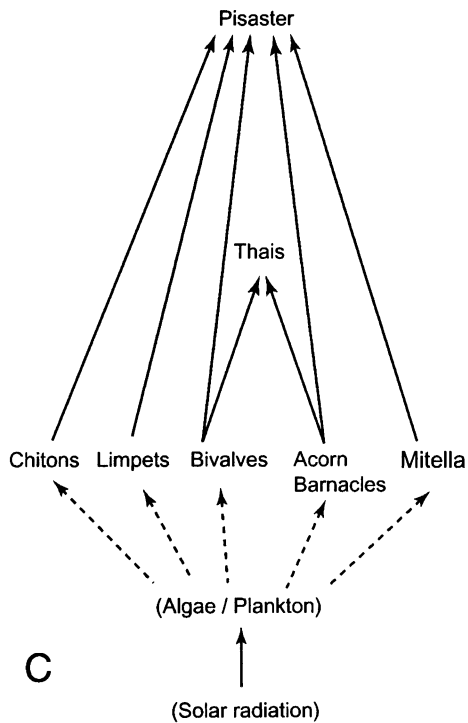 Pisaster
Thais
Chitons Limpets Bivalves Acorn Barnacles Mitella
(Algae / Plankton)
C
(Solar radiation)